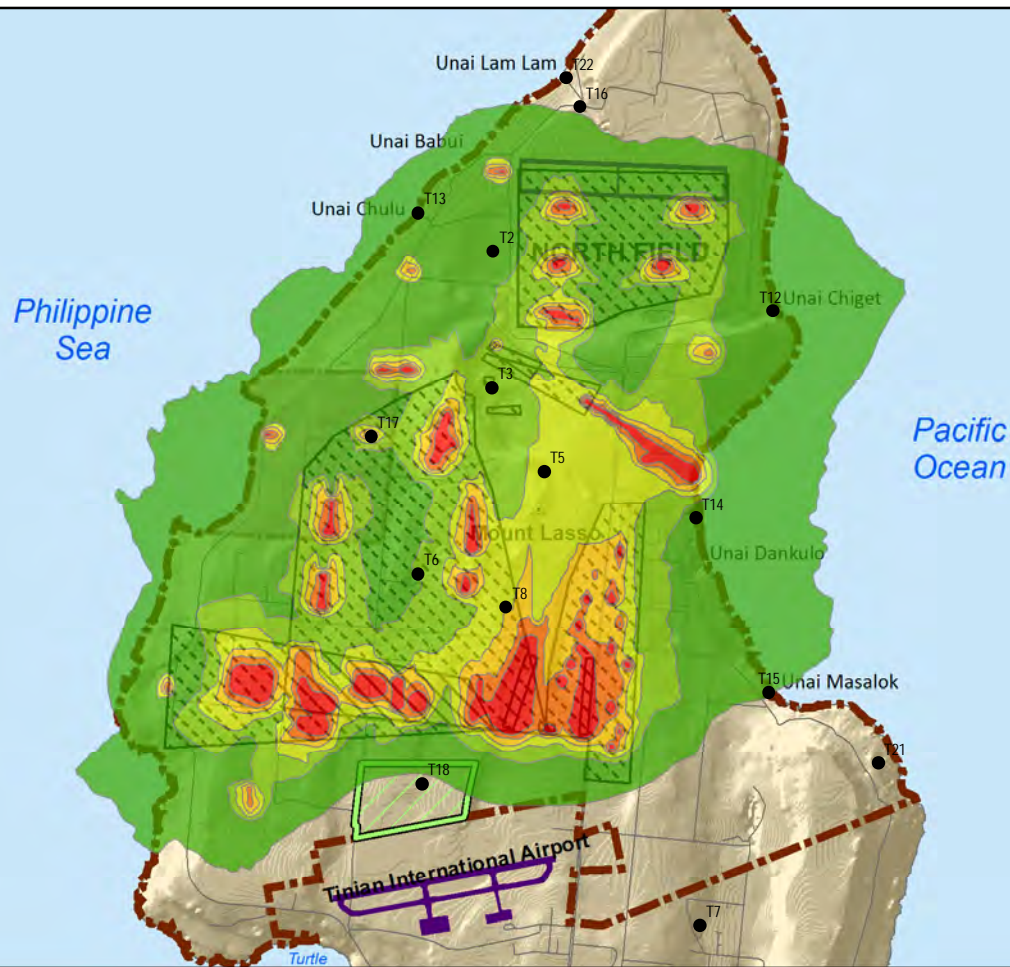 Unai Lam Lam
T22
T16
Unai Babui
Unai Chulu
T13
T2
NORTH FIELD
Philippine
Sea
T12
Unai Chiget
T3
T17
Pacific
Ocean
T5
T14
Mount Lasso
Unai Dankulo
T6
T8
T15
Unai Masalok
T21
T18
Tinian International Airport
T7
Turtle